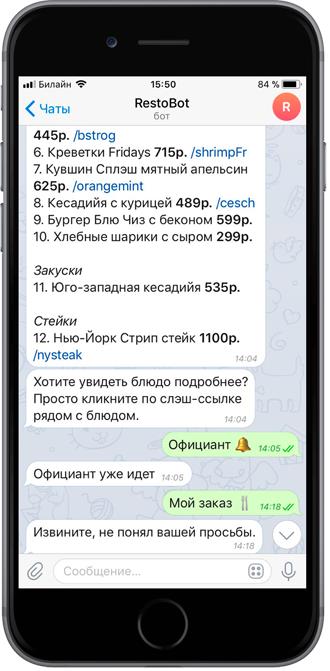 Билайн 15:50 84 %
Чаты RestoBot R
бот
445р. /bstrog
6. Креветки Fridays 715р. /shrimpFr
7. Кувшин Сплэш мятный апельсин
625р. /orangemint
8. Кесадийя с курицей 489р. /cesch
9. Бургер Блю Чиз с беконом 599р.
10. Хлебные шарики с сыром 299р.
Закуски
11. Юго-западная кесадийя 535р.
Стейки
12. Нью-Йорк Стрип стейк 1100р.
/nysteak 14:04
Хотите увидеть блюдо подробнее?
Просто кликните по слэш-ссылке
рядом с блюдом. 14:04
Официант 🔔 14:05
Официант уже идет 14:05
Мой заказ 🍴 14:18
Извините, не понял вашей просьбы.
14:18
Сообщение...